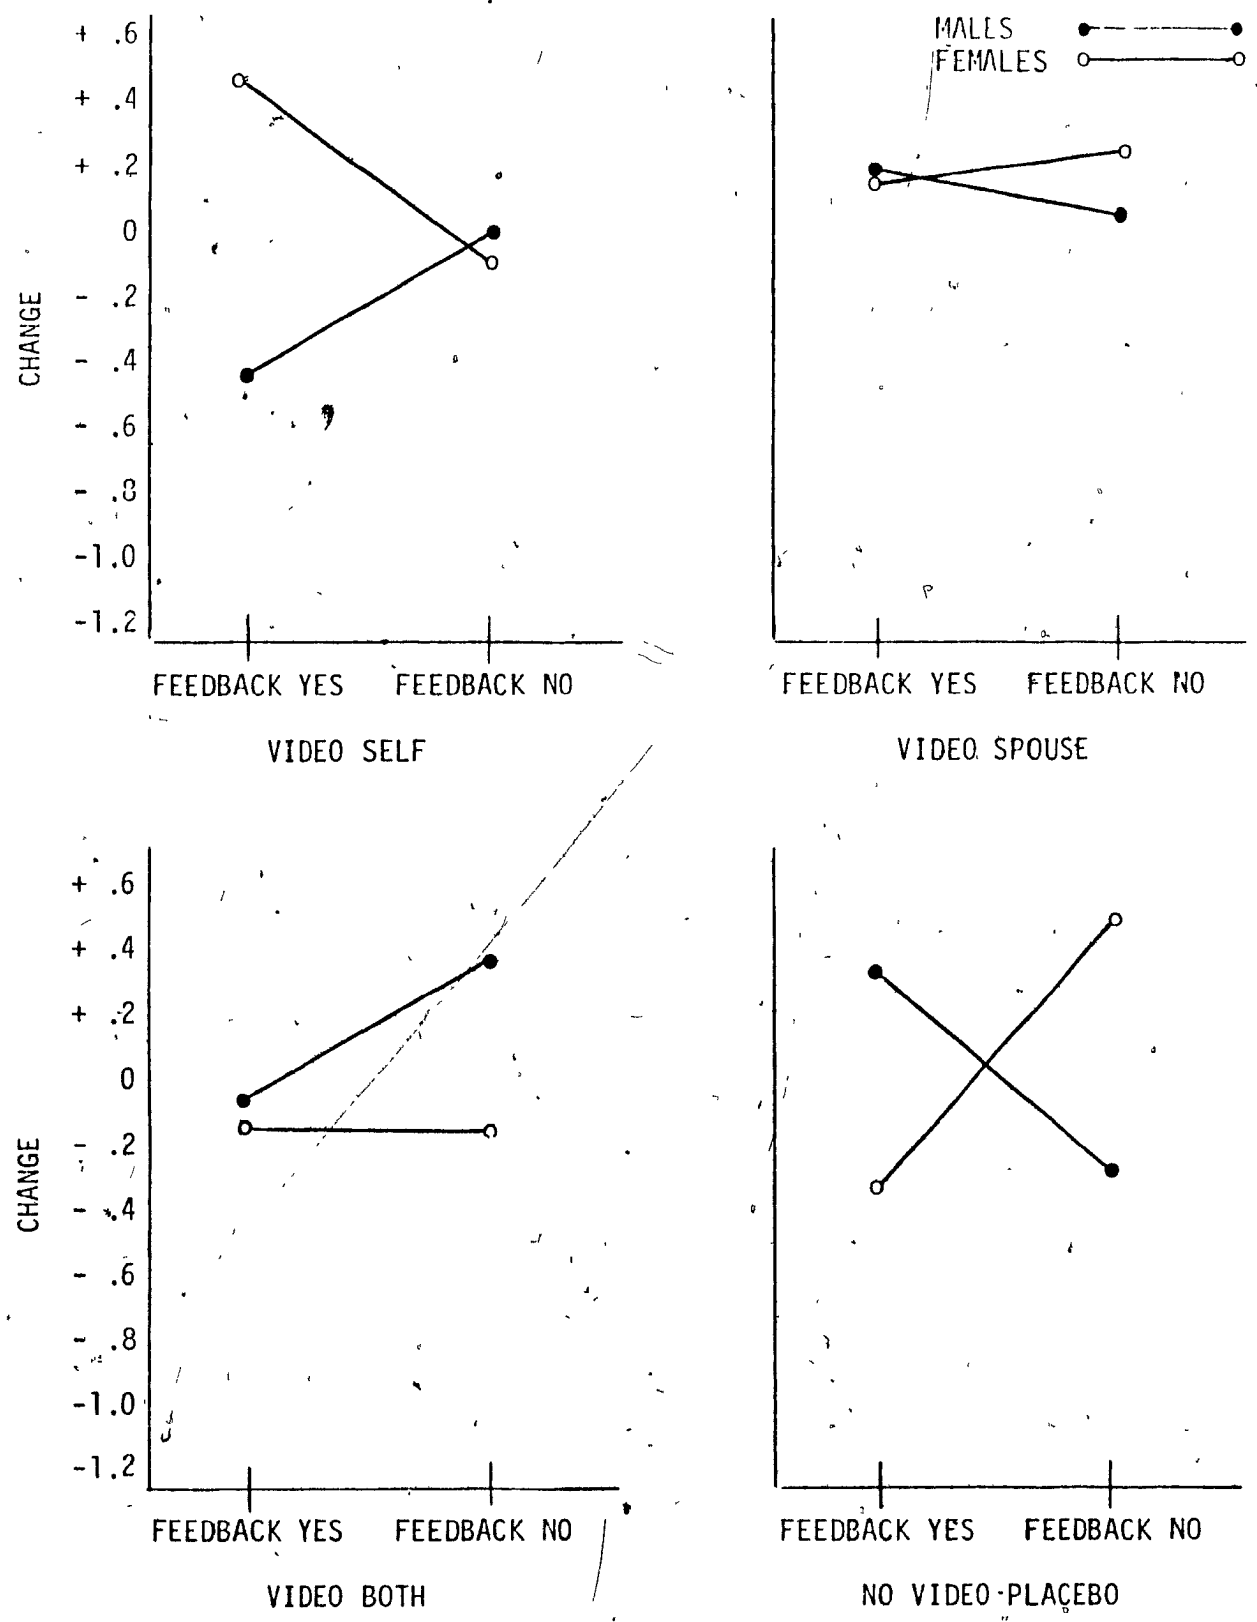 MALES
FEMALES
+ .6
+ .4
+ .2
0
- .2
- .4
- .6
- .8
-1.0
-1.2
CHANGE
FEEDBACK YES FEEDBACK NO
VIDEO SELF
FEEDBACK YES FEEDBACK NO
VIDEO SPOUSE
+ .6
+ .4
+ .2
0
- .2
- .4
- .6
- .8
-1.0
-1.2
CHANGE
FEEDBACK YES FEEDBACK NO
VIDEO BOTH
FEEDBACK YES FEEDBACK NO
NO VIDEO-PLACEBO